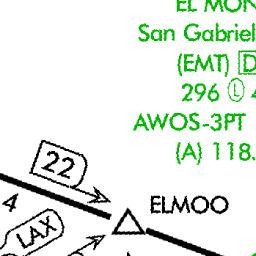 EL MON
San Gabriel
(EMT) D
296 L 4
AWOS-3PT
(A) 118.
22
ELMOO
4
LAX